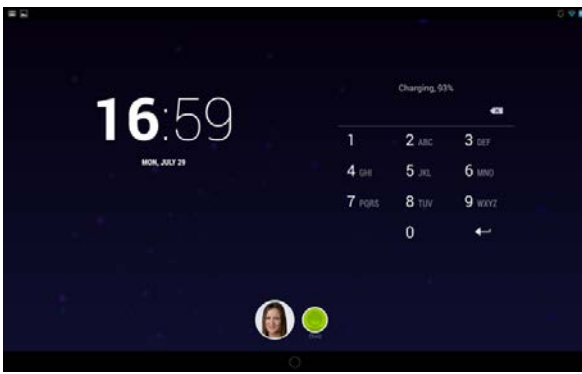 16:59
MON, JULY 29
Charging, 93%
1
2 ABC
3 DEF
4 GHI
5 JKL
6 MNO
7 PQRS
8 TUV
9 WXYZ
0